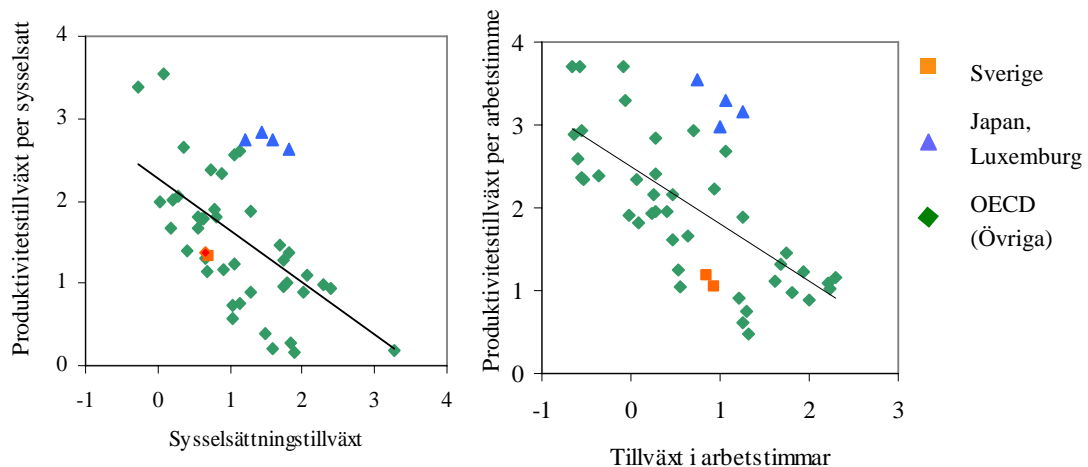 Produktivitetstillväxt per sysselsatt
4
3
2
1
0
-1
0
1
2
3
4
Sysselsättningstillväxt
Produktivitetstillväxt per arbetstimme
4
3
2
1
0
-1
0
1
2
3
Tillväxt i arbetstimmar
Sverige
Japan,
Luxemburg
OECD
(Övriga)